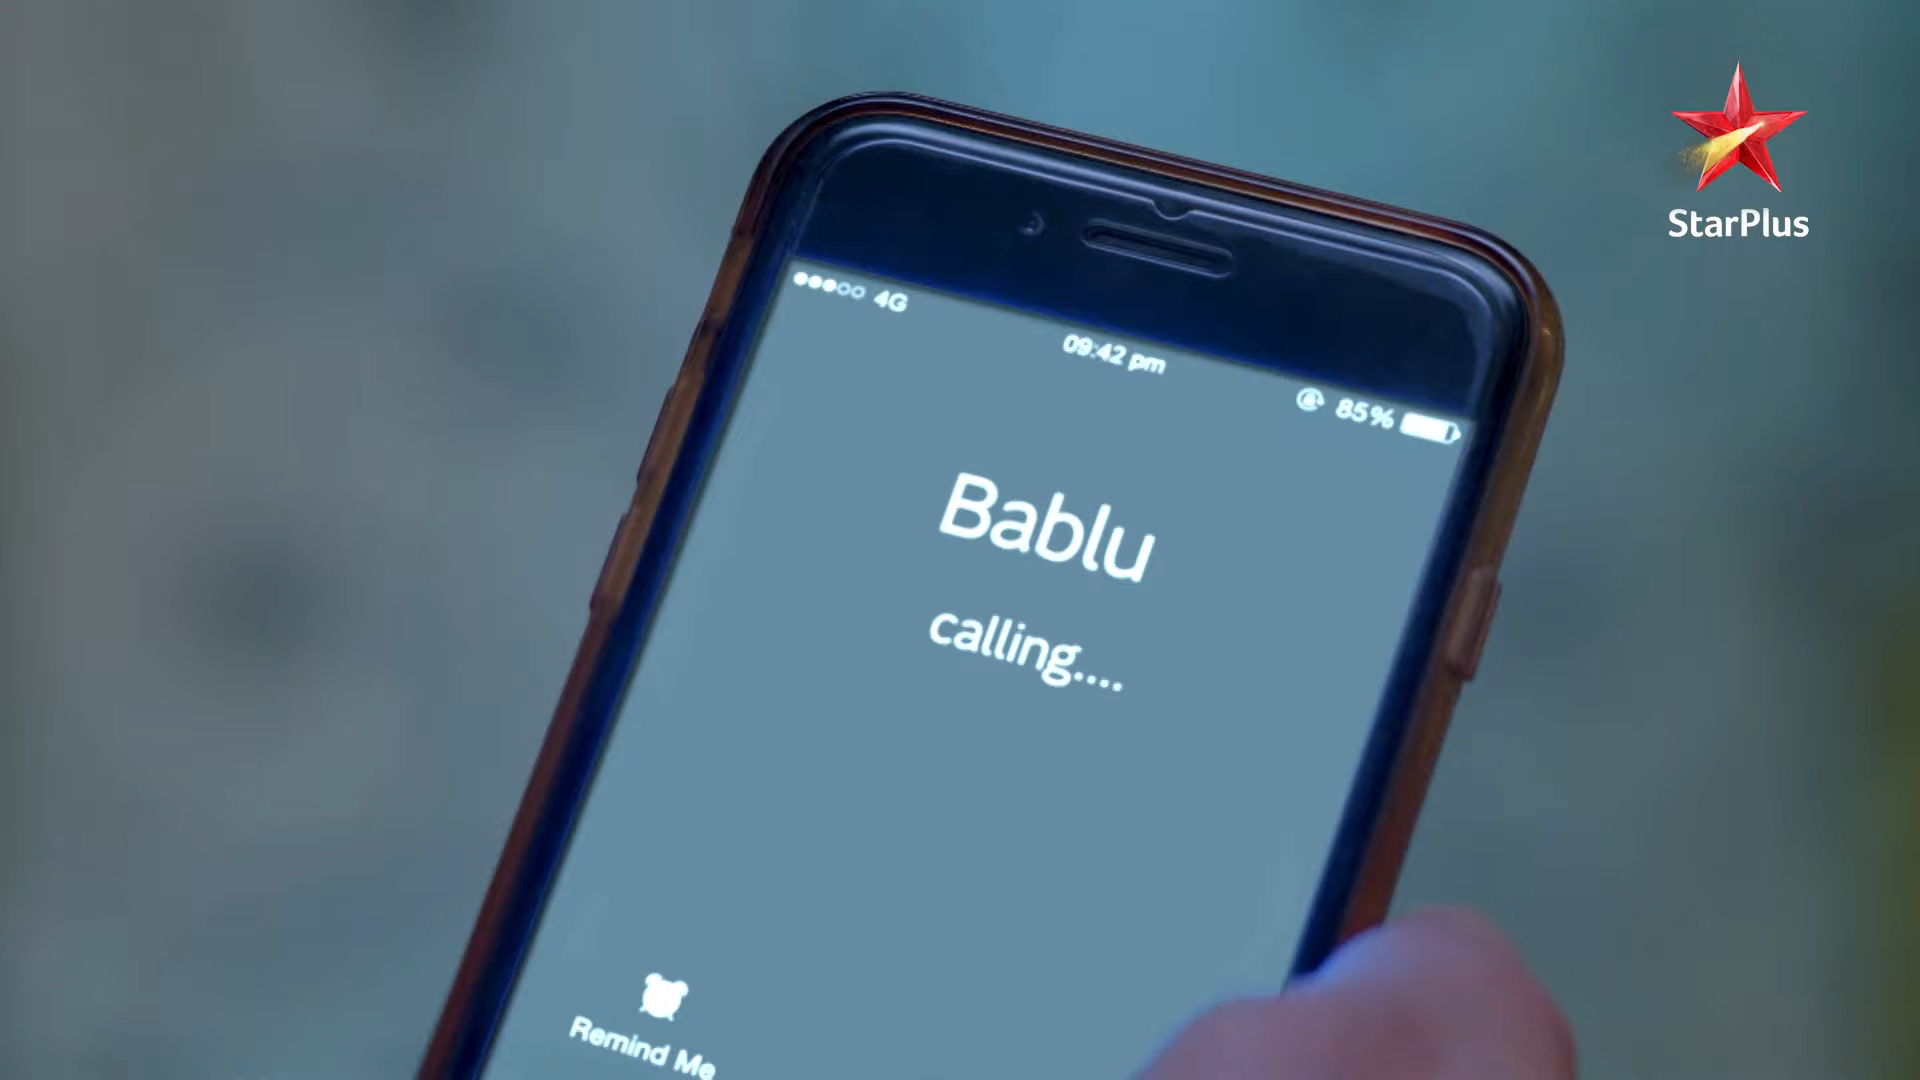 StarPlus
4G
09:42 pm
85%
Bablu
calling....
Remind Me